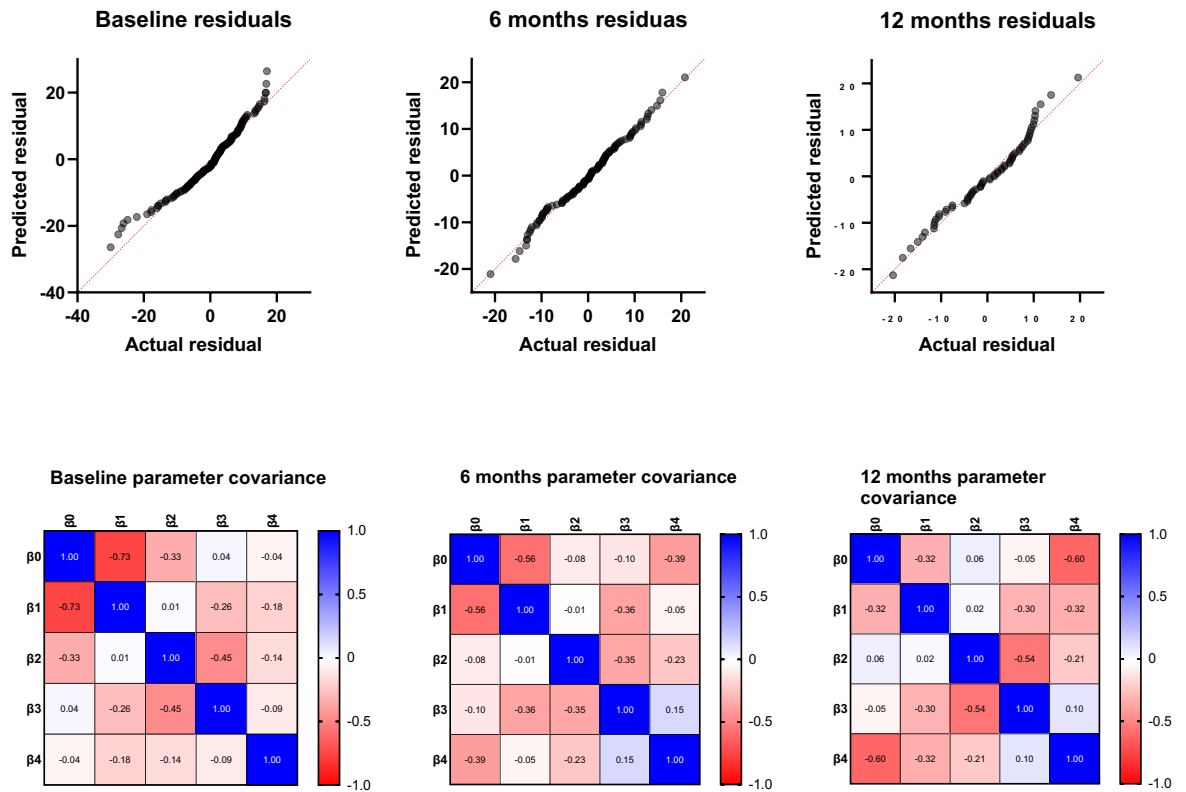 Baseline residuals
6 months residuas
12 months residuals
Predicted residual
20
0
-20
-40
-40
-20
0
20
Actual residual
Predicted residual
20
10
0
-10
-20
-20
-10
0
10
20
Actual residual
Predicted residual
20
10
0
-10
-20
-20
-10
0
10
20
Actual residual
Baseline parameter covariance
β0 β1 β2 β3 β4
β0 1.00 -0.73 -0.33 0.04 -0.04
β1 -0.73 1.00 0.01 -0.26 -0.18
β2 -0.33 0.01 1.00 -0.45 -0.14
β3 0.04 -0.26 -0.45 1.00 -0.09
β4 -0.04 -0.18 -0.14 -0.09 1.00
1.0
0.5
0
-0.5
-1.0
6 months parameter covariance
β0 β1 β2 β3 β4
β0 1.00 -0.56 -0.08 -0.10 -0.39
β1 -0.56 1.00 -0.01 -0.36 -0.05
β2 -0.08 -0.01 1.00 -0.35 -0.23
β3 -0.10 -0.36 -0.35 1.00 0.15
β4 -0.39 -0.05 -0.23 0.15 1.00
1.0
0.5
0
-0.5
-1.0
12 months parameter
covariance
β0 β1 β2 β3 β4
β0 1.00 -0.32 0.06 -0.05 -0.60
β1 -0.32 1.00 0.02 -0.30 -0.32
β2 0.06 0.02 1.00 -0.54 -0.21
β3 -0.05 -0.30 -0.54 1.00 0.10
β4 -0.60 -0.32 -0.21 0.10 1.00
1.0
0.5
0
-0.5
-1.0